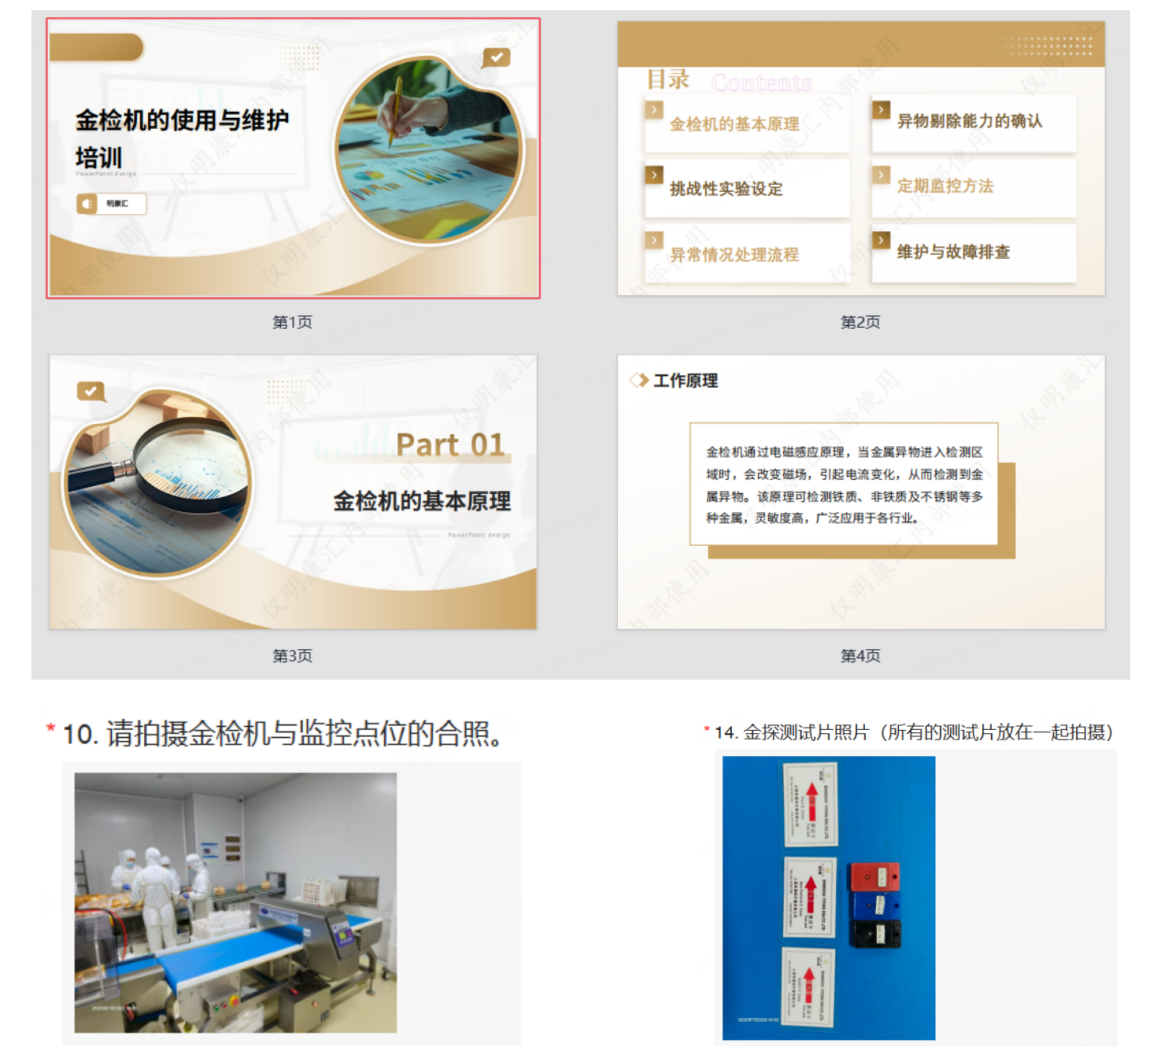 金检机的使用与维护
培训
PowerPoint design
明康汇
第1页
目录 Contents
金检机的基本原理
异物剔除能力的确认
挑战性实验设定
定期监控方法
异常情况处理流程
维护与故障排查
第2页
Part 01
金检机的基本原理
PowerPoint design
第3页
工作原理
金检机通过电磁感应原理，当金属异物进入检测区
域时，会改变磁场，引起电流变化，从而检测到金
属异物。该原理可检测铁质、非铁质及不锈钢等多
种金属，灵敏度高，广泛应用于各行业。
第4页
仅明康汇内部使用
* 10. 请拍摄金检机与监控点位的合照。
* 14. 金探测试片照片（所有的测试片放在一起拍摄）